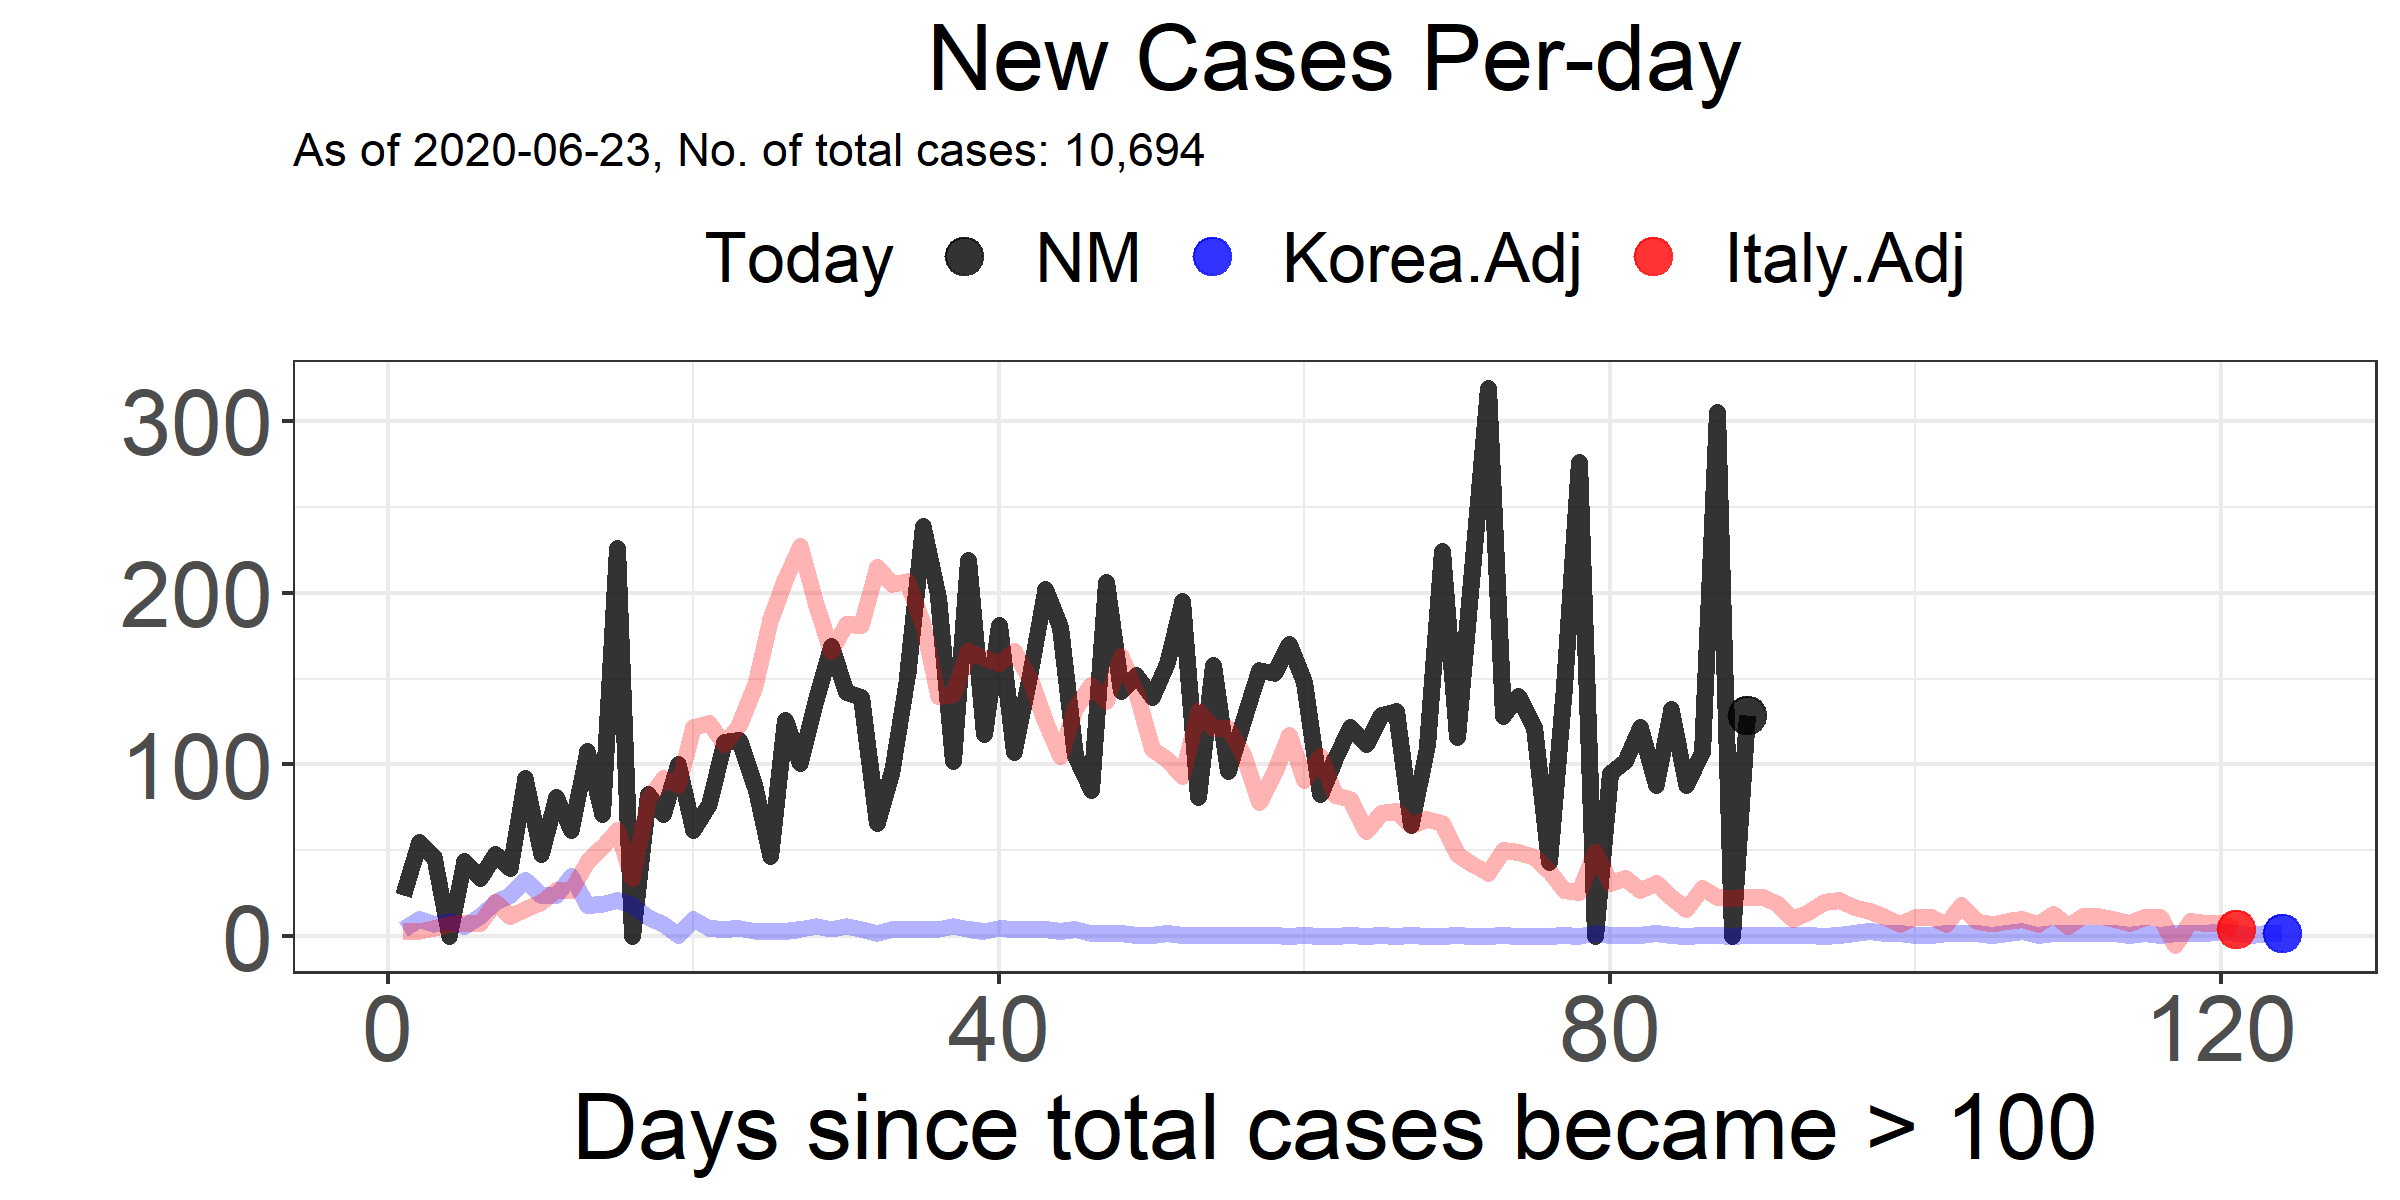 New Cases Per-day
As of 2020-06-23, No. of total cases: 10,694
Today NM Korea.Adj Italy.Adj
300
200
100
0
0 40 80 120
Days since total cases became > 100